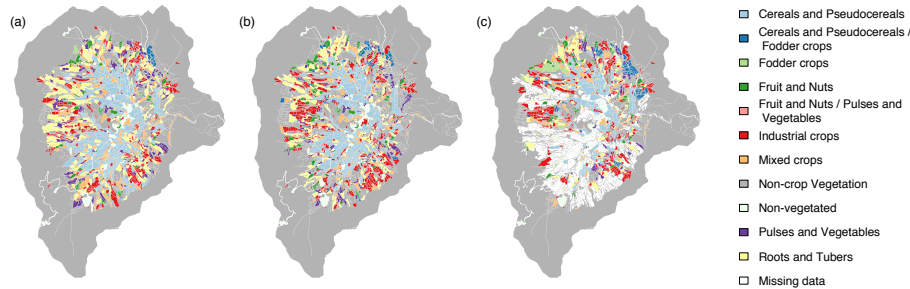 (a)
(b)
(c)
Cereals and Pseudocereals
Cereals and Pseudocereals /
Fodder crops
Fodder crops
Fruit and Nuts
Fruit and Nuts / Pulses and
Vegetables
Industrial crops
Mixed crops
Non-crop Vegetation
Non-vegetated
Pulses and Vegetables
Roots and Tubers
Missing data